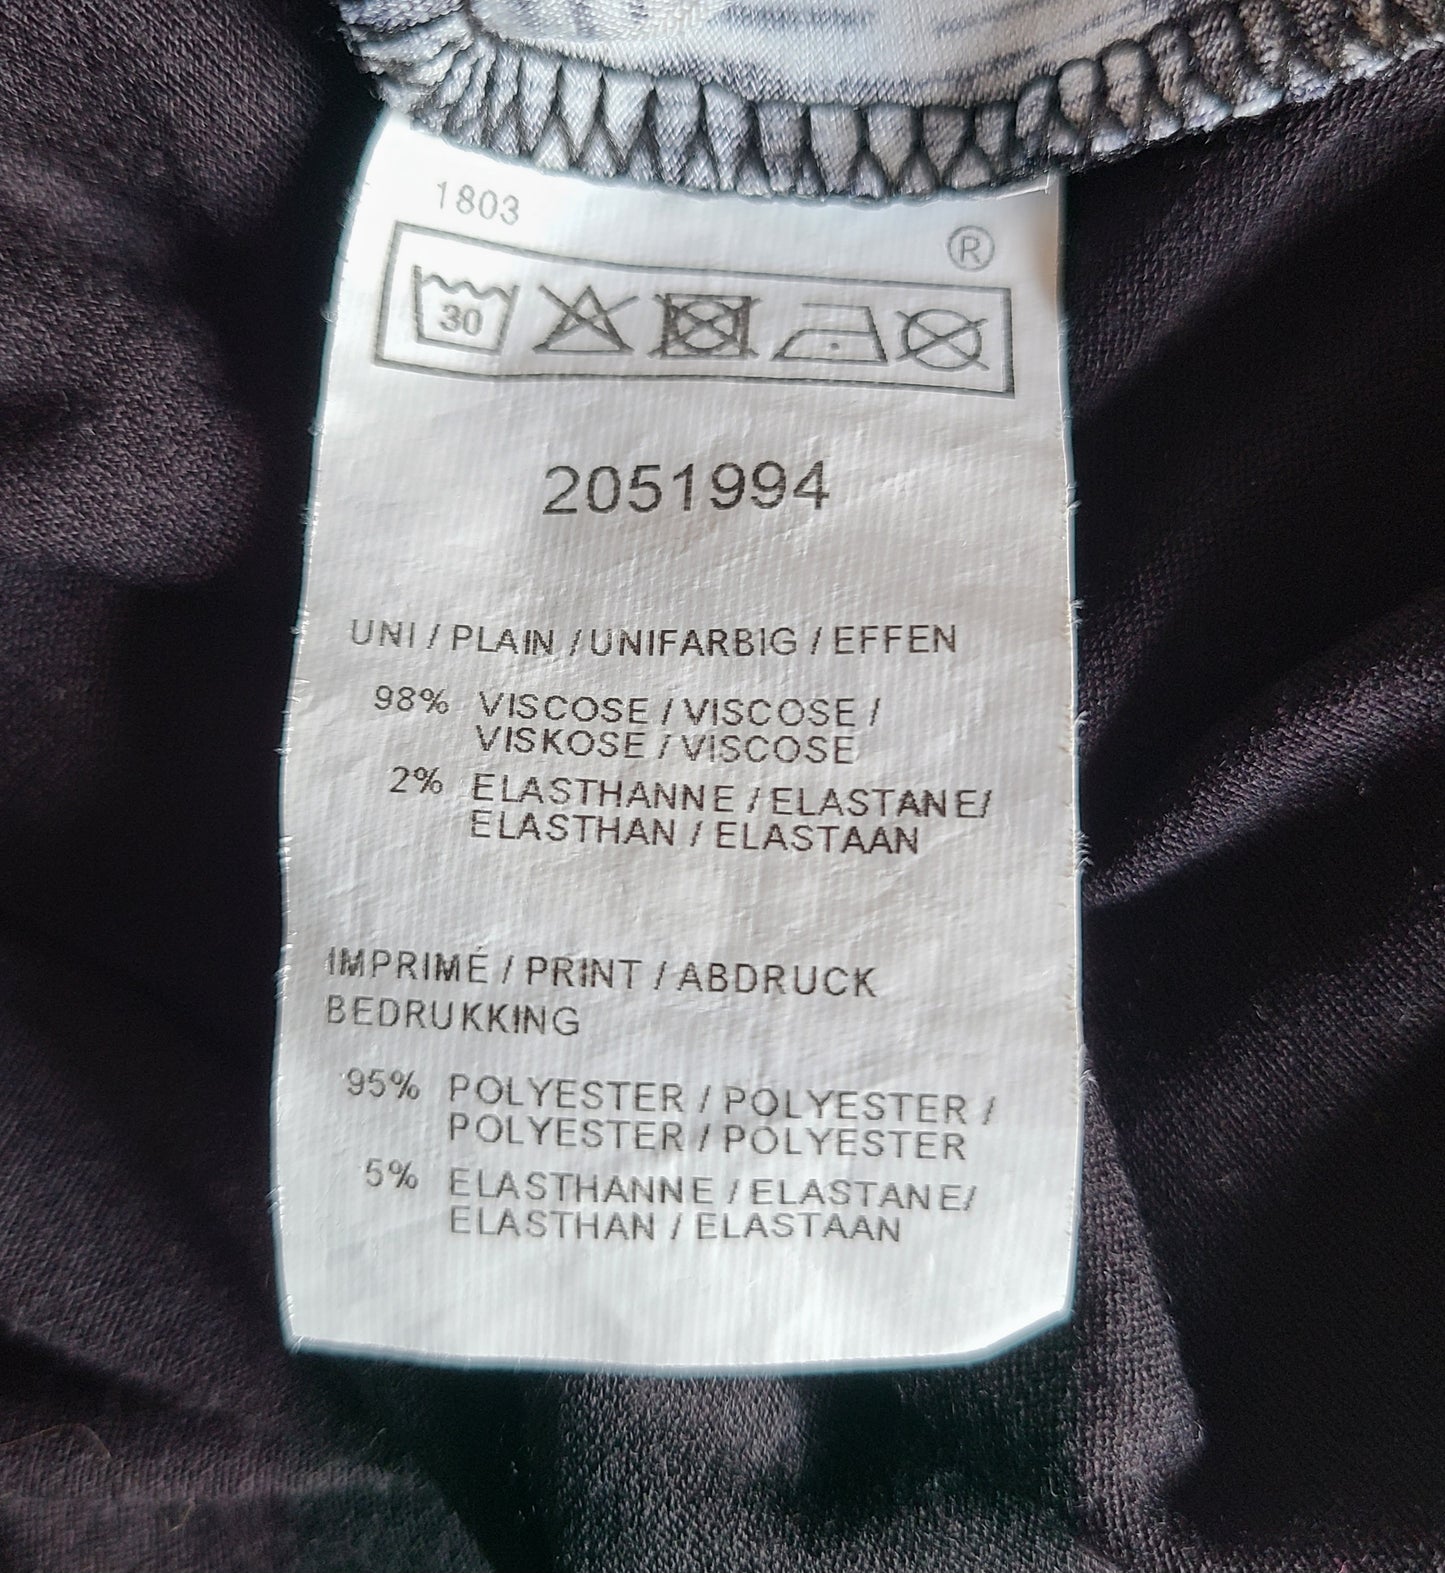 1803
®
30
2051994
UNI / PLAIN / UNIFARBIG / EFFEN
98% VISCOSE / VISCOSE /
VISKOSE / VISCOSE
2% ELASTHANNE / ELASTANE/
ELASTHAN / ELASTAAN
IMPRIMÉ / PRINT / ABDRUCK
BEDRUKKING
95% POLYESTER / POLYESTER /
POLYESTER / POLYESTER
5% ELASTHANNE / ELASTANE/
ELASTHAN / ELASTAAN